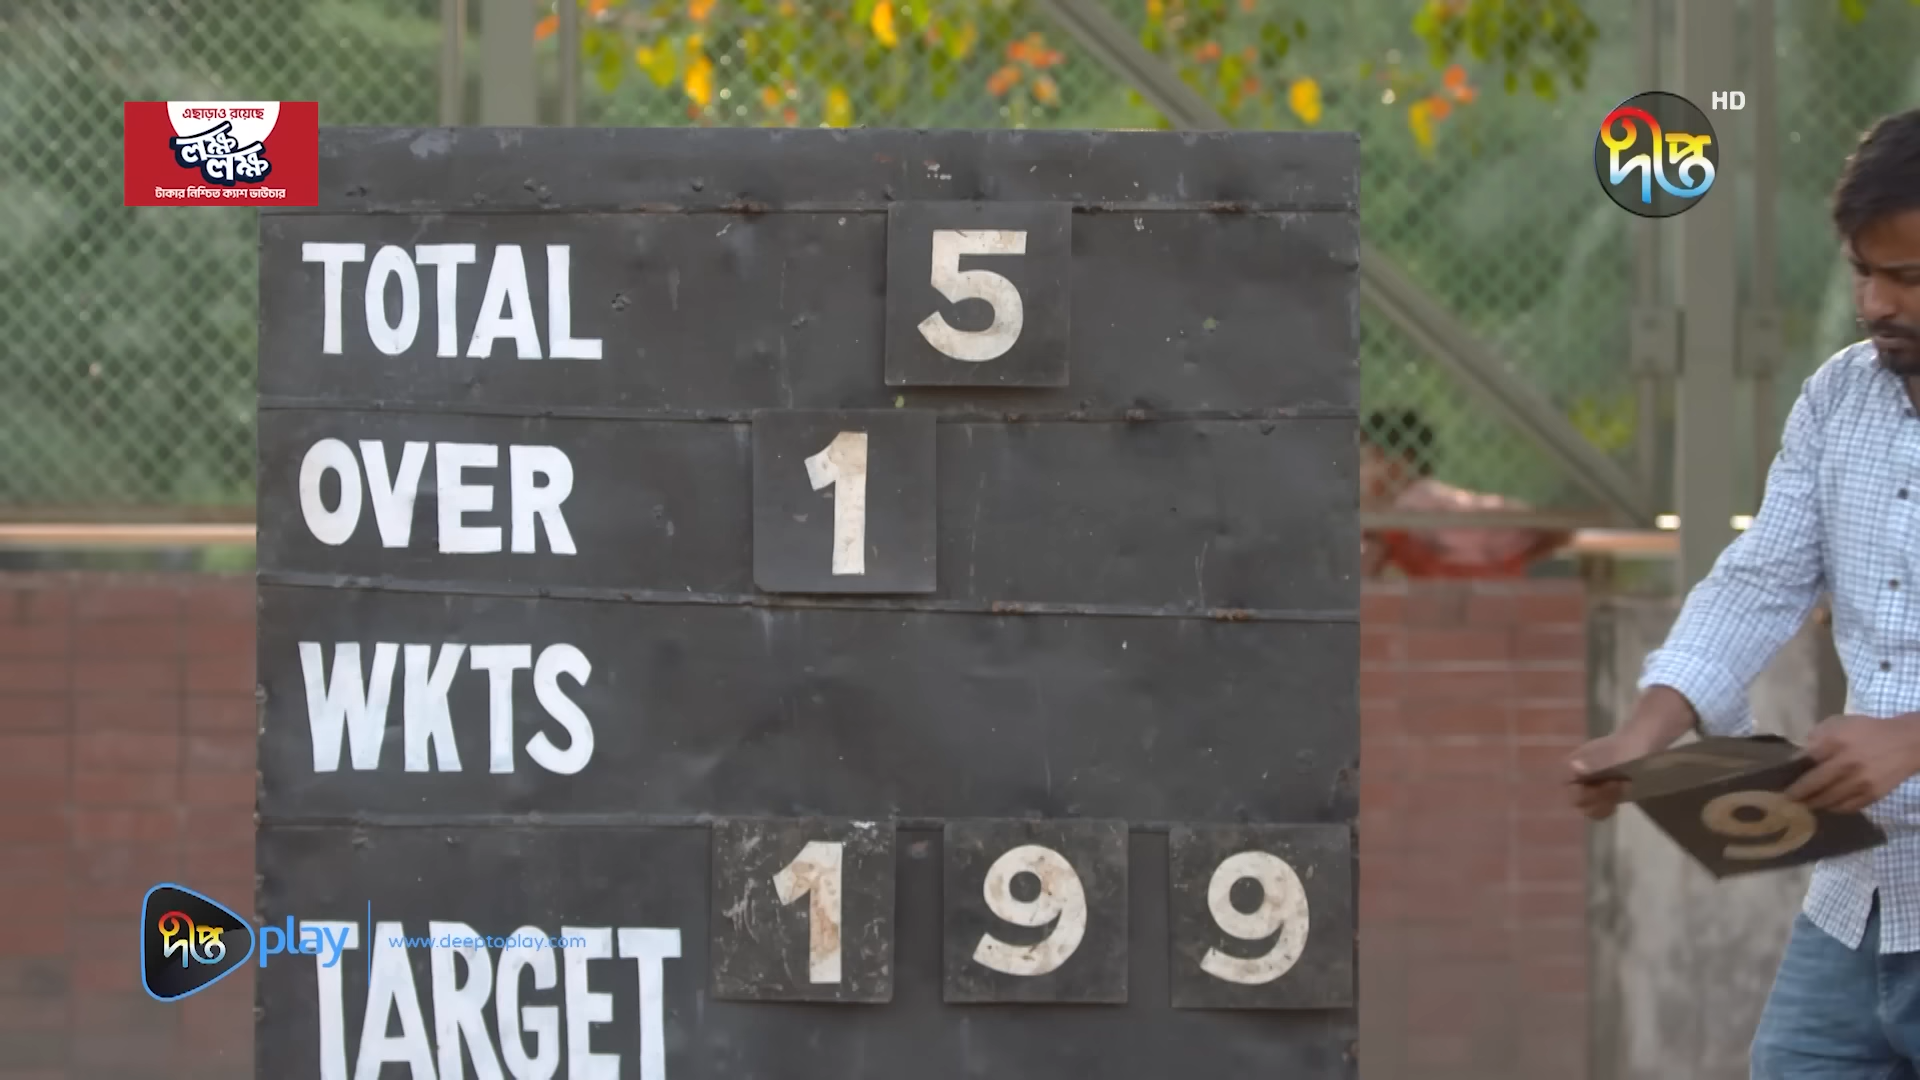 এছাড়াও রয়েছে
লক্ষ
লক্ষ
টাকার নিশ্চিত ক্যাশ ভাউচার
HD
দীপ্ত
TOTAL 5
OVER 1
WKTS
TARGET 199
9
দীপ্ত play
www.deeptoplay.com